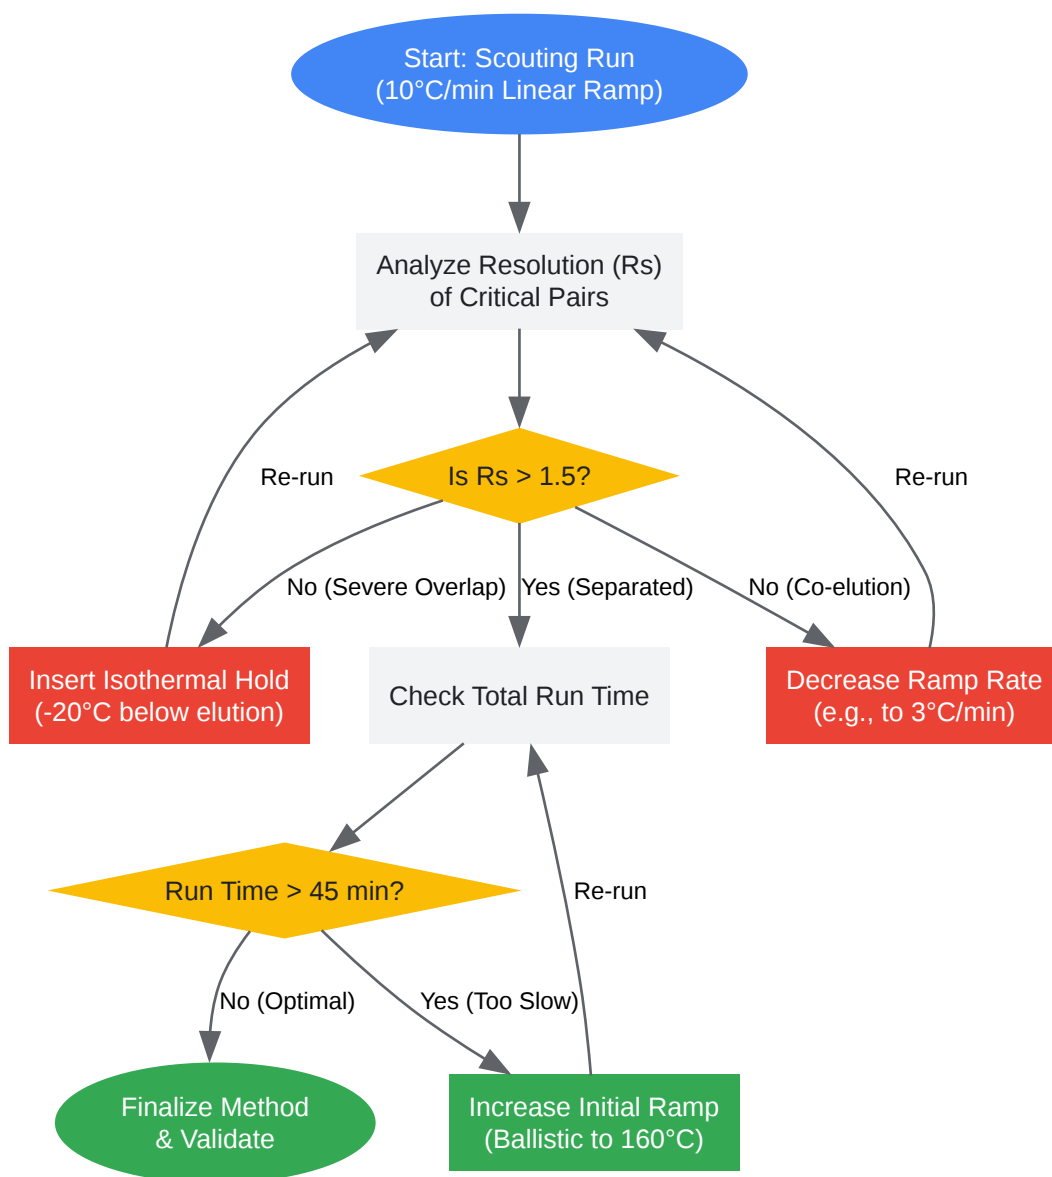 Start: Scouting Run
(10°C/min Linear Ramp)
Analyze Resolution (Rs)
of Critical Pairs
Is Rs > 1.5?
Re-run
Re-run
No (Severe Overlap)
Yes (Separated)
No (Co-elution)
Insert Isothermal Hold
(-20°C below elution)
Check Total Run Time
Decrease Ramp Rate
(e.g., to 3°C/min)
Run Time > 45 min?
Re-run
No (Optimal)
Yes (Too Slow)
Finalize Method
& Validate
Increase Initial Ramp
(Ballistic to 160°C)